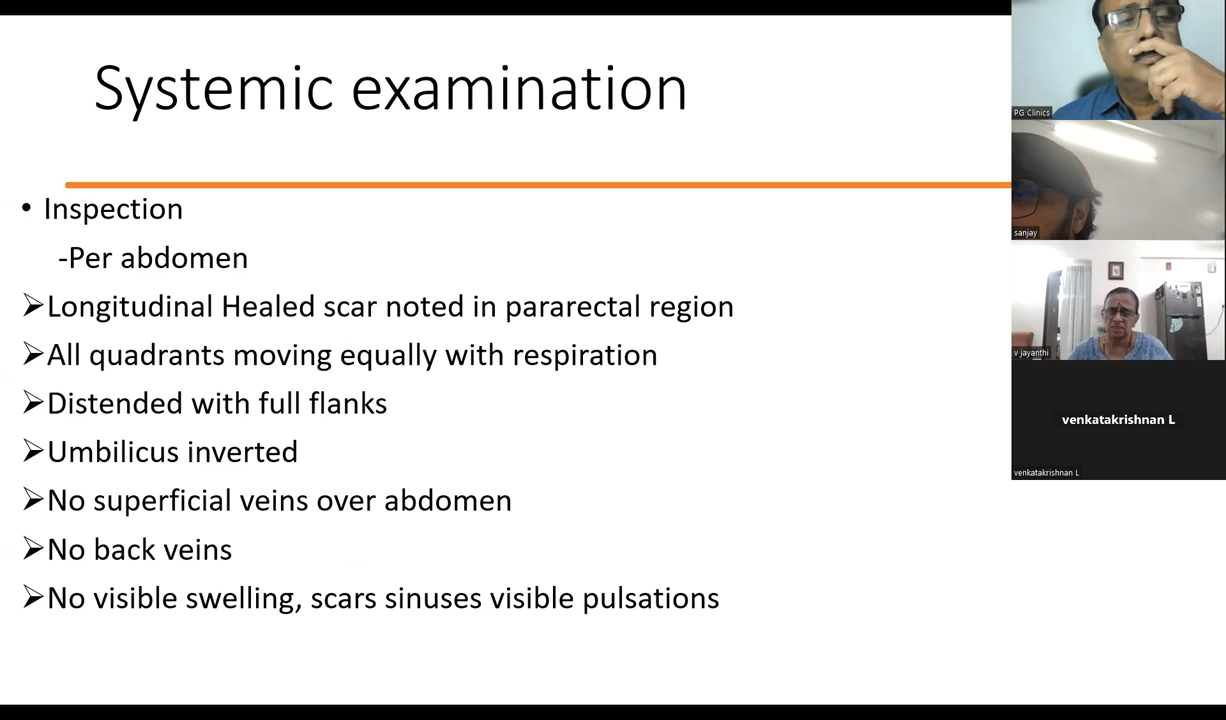 Systemic examination
• Inspection
-Per abdomen
➢Longitudinal Healed scar noted in pararectal region
➢All quadrants moving equally with respiration
➢Distended with full flanks
➢Umbilicus inverted
➢No superficial veins over abdomen
➢No back veins
➢No visible swelling, scars sinuses visible pulsations
PG Clinics
sanjay
v jayanthi
venkatakrishnan L
venkatakrishnan L